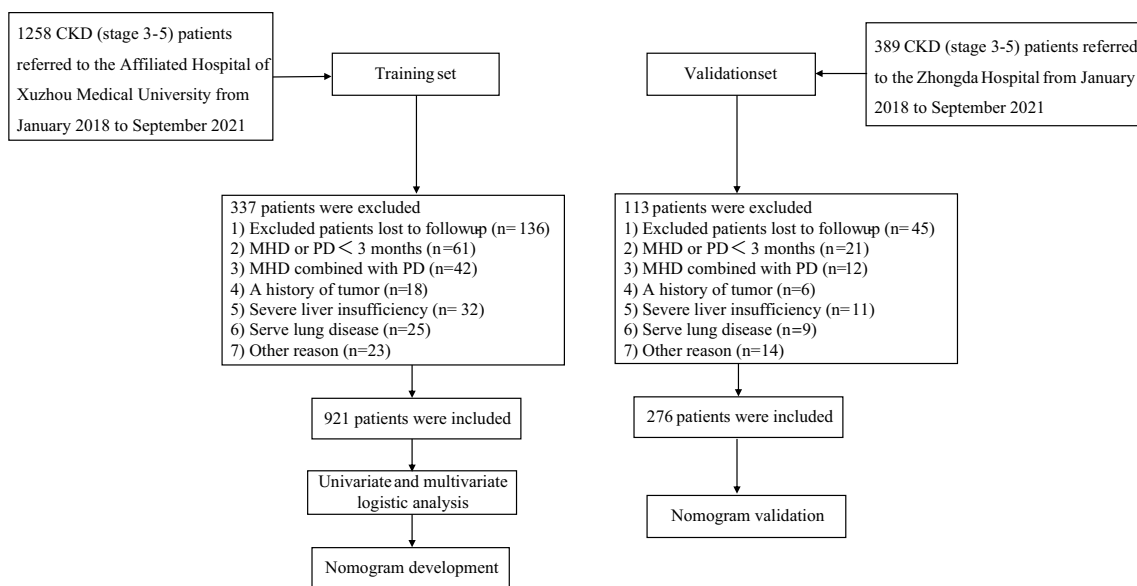 1258 CKD (stage 3-5) patients
referred to the Affiliated Hospital of
Xuzhou Medical University from
January 2018 to September 2021
Training set
Validationset
389 CKD (stage 3-5) patients referred
to the Zhongda Hospital from January
2018 to September 2021
337 patients were excluded
1) Excluded patients lost to followup (n= 136)
2) MHD or PD< 3 months (n=61)
3) MHD combined with PD (n=42)
4) A history of tumor (n=18)
5) Severe liver insufficiency (n= 32)
6) Serve lung disease (n=25)
7) Other reason (n=23)
113 patients were excluded
1) Excluded patients lost to followup (n=45)
2) MHD or PD< 3 months (n=21)
3) MHD combined with PD (n=12)
4) A history of tumor (n=6)
5) Severe liver insufficiency (n=11)
6) Serve lung disease (n=9)
7) Other reason (n=14)
921 patients were included
276 patients were included
Univariate and multivariate
logistic analysis
Nomogram validation
Nomogram development